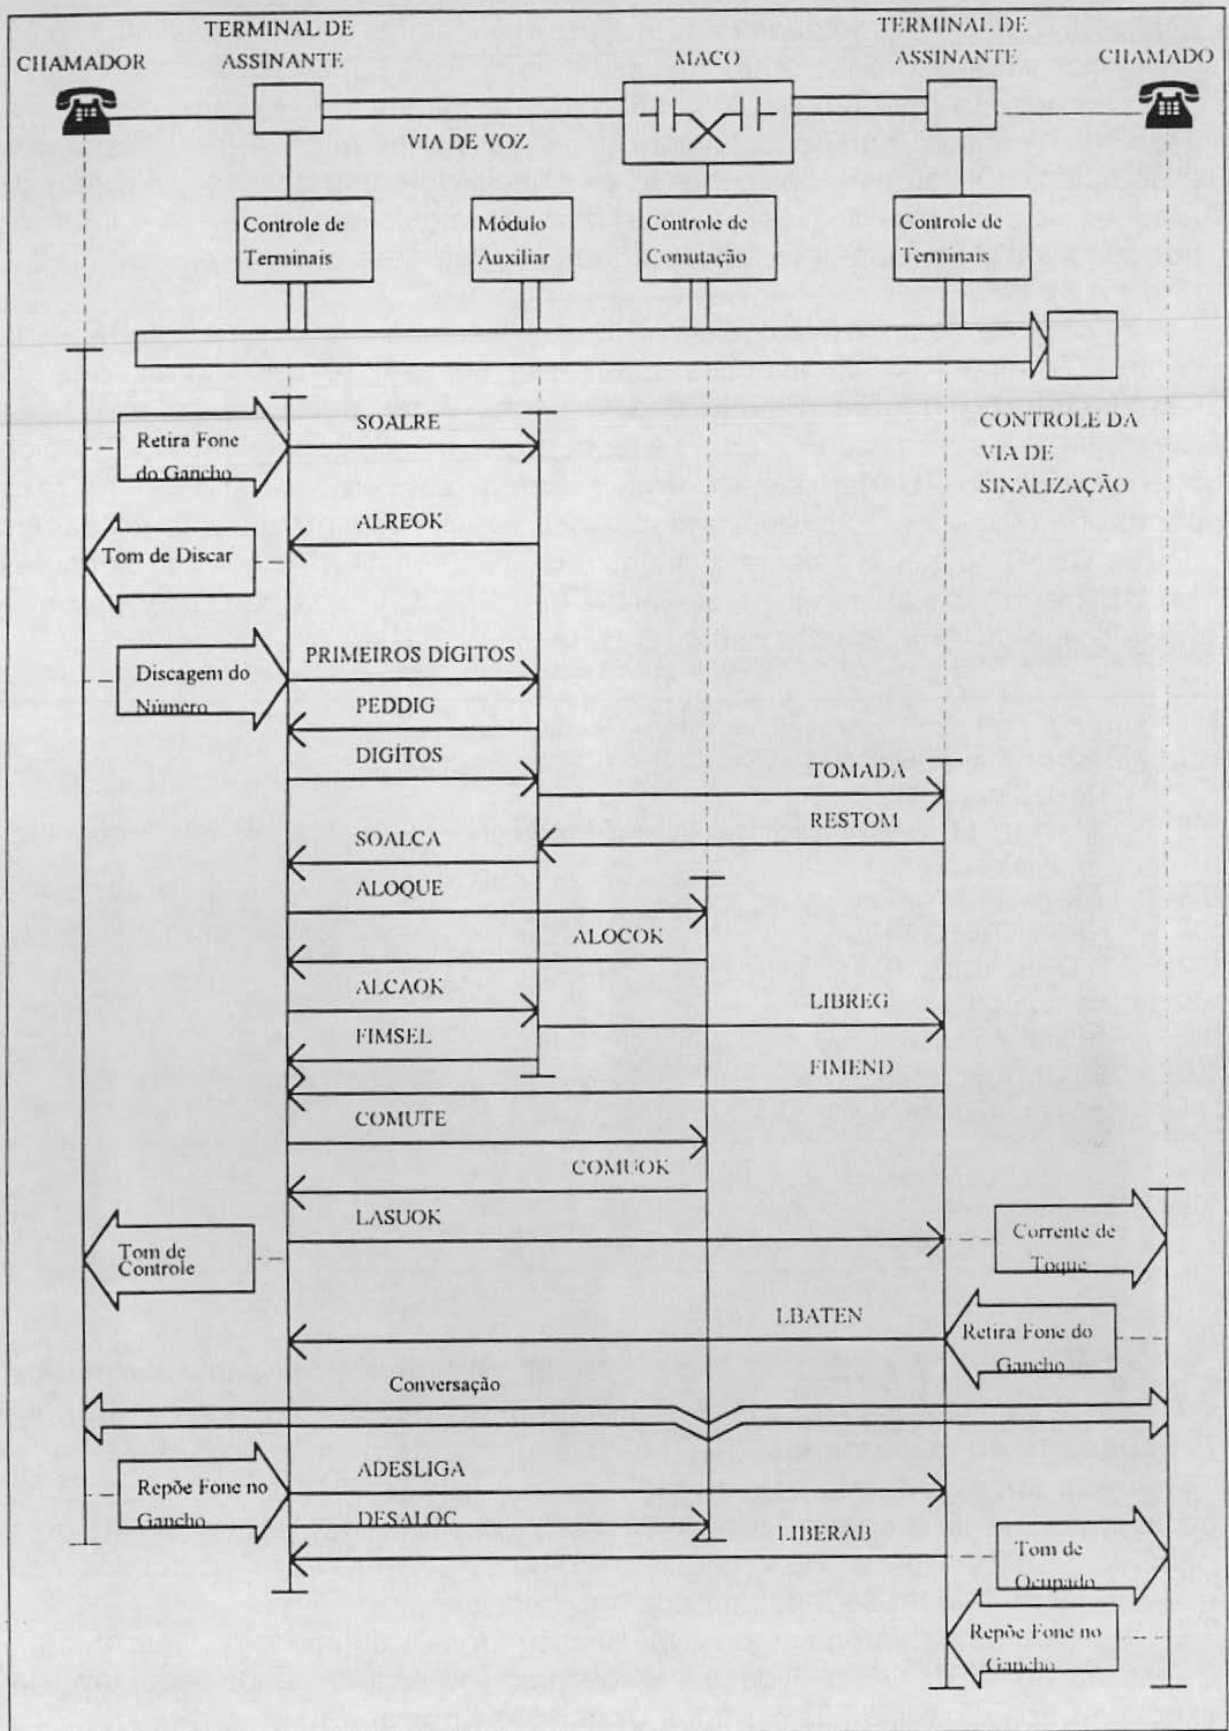 TERMINAL DE
ASSINANTE
TERMINAL DE
ASSINANTE
CHAMADOR
MACO
CHAMADO
VIA DE VOZ
Controle de
Terminais
Módulo
Auxiliar
Controle de
Comutação
Controle de
Terminais
CONTROLE DA
VIA DE
SINALIZAÇÃO
Retira Fone
do Gancho
SOALRE
ALREOK
Tom de Discar
Discagem do
Número
PRIMEIROS DÍGITOS
PEDDIG
DIGÍTOS
TOMADA
RESTOM
SOALCA
ALOQUE
ALOCOK
ALCAOK
LIBREG
FIMSEL
FIMEND
COMUTE
COMUOK
LASUOK
Tom de
Controle
Corrente de
Toque
LBATEN
Retira Fone do
Gancho
Conversação
Repõe Fone no
Gancho
ADESLIGA
DESALOC
LIBERAB
Tom de
Ocupado
Repõe Fone no
Gancho